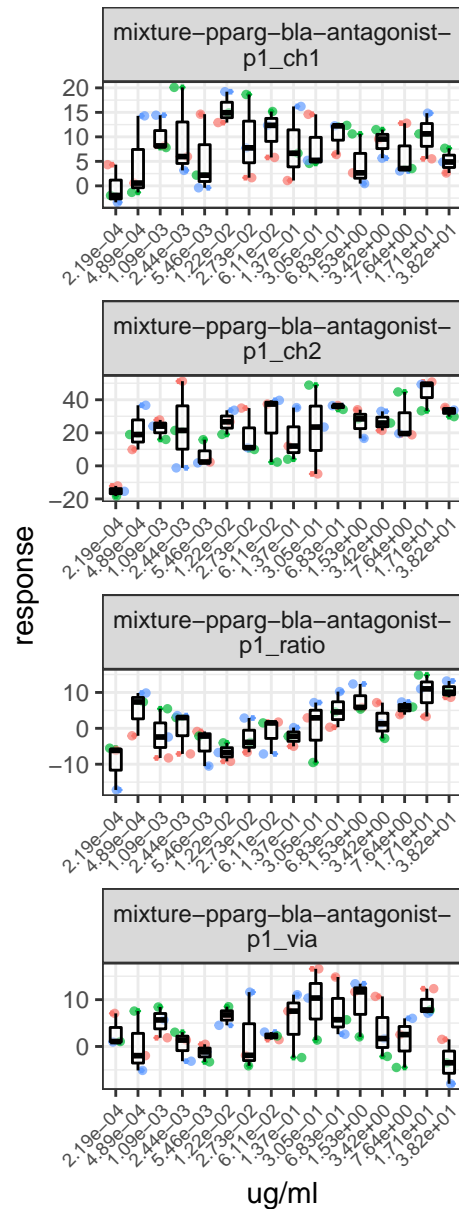 mixture−pparg−bla−antagonist−
p1_ch1
20
15
10
5
0
2.19e−04
4.89e−04
1.09e−03
2.44e−03
5.46e−03
1.22e−02
2.73e−02
6.11e−02
1.37e−01
3.05e−01
6.83e−01
1.53e+00
3.42e+00
7.64e+00
1.71e+01
3.82e+01
mixture−pparg−bla−antagonist−
p1_ch2
40
20
0
−20
2.19e−04
4.89e−04
1.09e−03
2.44e−03
5.46e−03
1.22e−02
2.73e−02
6.11e−02
1.37e−01
3.05e−01
6.83e−01
1.53e+00
3.42e+00
7.64e+00
1.71e+01
3.82e+01
response
mixture−pparg−bla−antagonist−
p1_ratio
10
0
−10
2.19e−04
4.89e−04
1.09e−03
2.44e−03
5.46e−03
1.22e−02
2.73e−02
6.11e−02
1.37e−01
3.05e−01
6.83e−01
1.53e+00
3.42e+00
7.64e+00
1.71e+01
3.82e+01
mixture−pparg−bla−antagonist−
p1_via
10
0
2.19e−04
4.89e−04
1.09e−03
2.44e−03
5.46e−03
1.22e−02
2.73e−02
6.11e−02
1.37e−01
3.05e−01
6.83e−01
1.53e+00
3.42e+00
7.64e+00
1.71e+01
3.82e+01
ug/ml